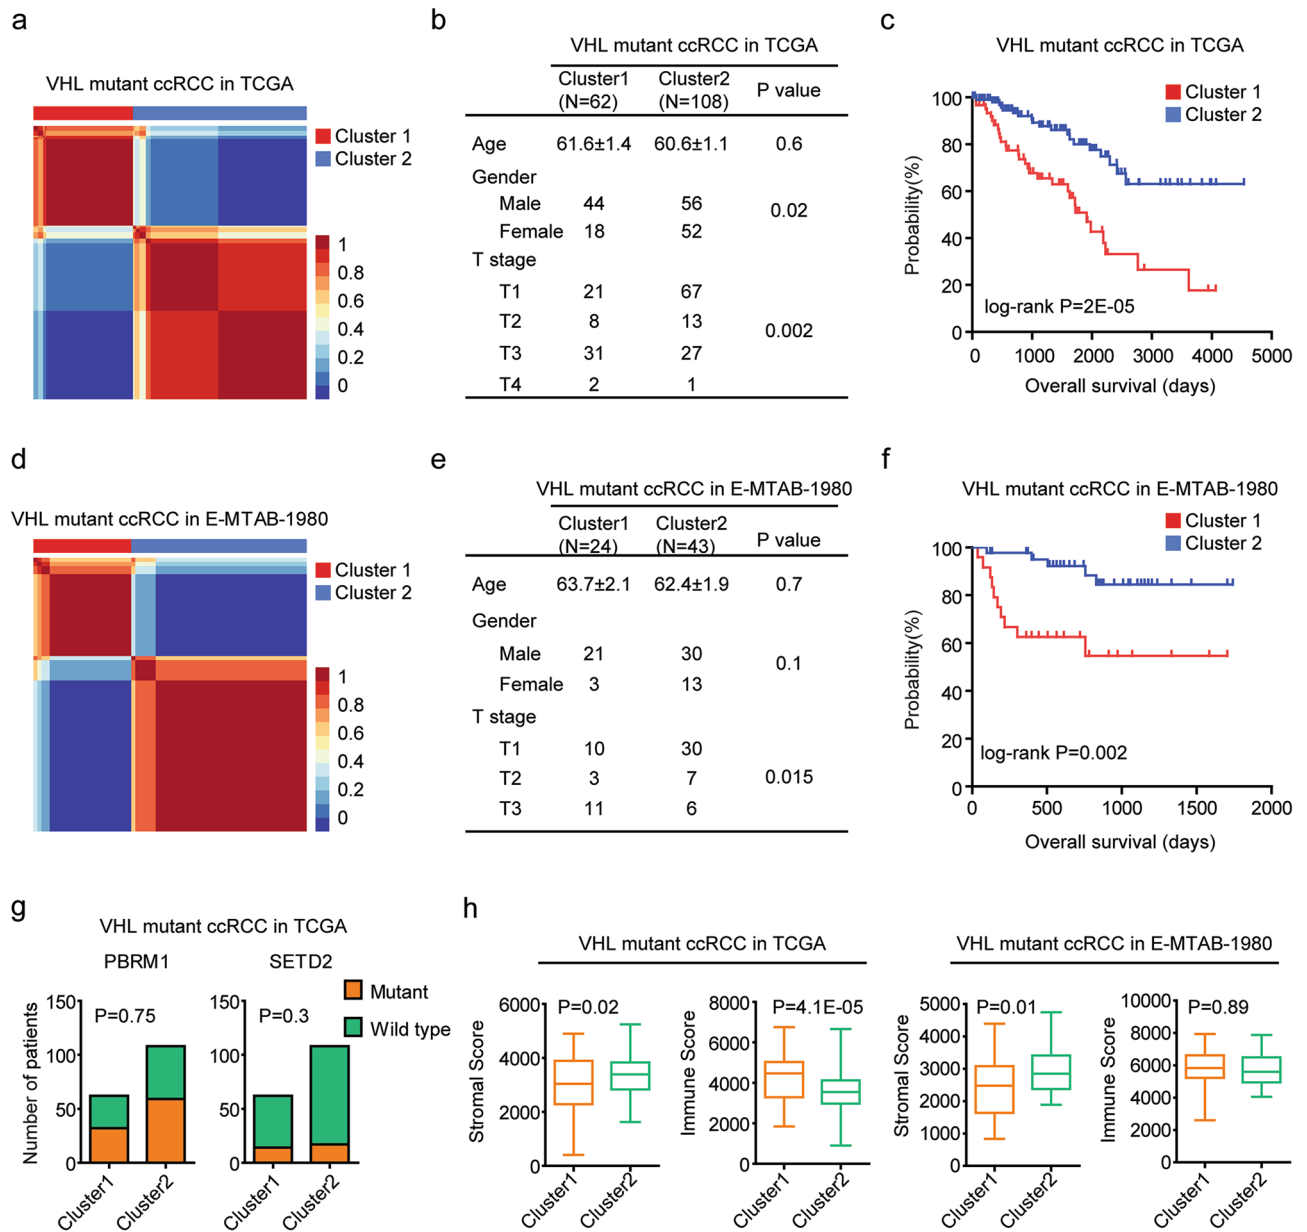 a
VHL mutant ccRCC in TCGA
Cluster 1
Cluster 2
1
0.8
0.6
0.4
0.2
0
b
VHL mutant ccRCC in TCGA
Cluster1 Cluster2 P value
(N=62) (N=108)
Age 61.6±1.4 60.6±1.1 0.6
Gender
Male 44 56
0.02
Female 18 52
T stage
T1 21 67
T2 8 13
0.002
T3 31 27
T4 2 1
c
VHL mutant ccRCC in TCGA
Cluster 1
Cluster 2
Probability(%)
100
80
60
40
20
0
log-rank P=2E-05
0 1000 2000 3000 4000 5000
Overall survival (days)
d
VHL mutant ccRCC in E-MTAB-1980
Cluster 1
Cluster 2
1
0.8
0.6
0.4
0.2
0
e
VHL mutant ccRCC in E-MTAB-1980
Cluster1 Cluster2 P value
(N=24) (N=43)
Age 63.7±2.1 62.4±1.9 0.7
Gender
Male 21 30
0.1
Female 3 13
T stage
T1 10 30
T2 3 7 0.015
T3 11 6
f
VHL mutant ccRCC in E-MTAB-1980
Cluster 1
Cluster 2
Probability(%)
100
80
60
40
20
0
log-rank P=0.002
0 500 1000 1500 2000
Overall survival (days)
g
VHL mutant ccRCC in TCGA
PBRM1 SETD2
Mutant
Wild type
Number of patients
150
100
50
0
P=0.75
Cluster1 Cluster2
150
100
50
0
P=0.3
Cluster1 Cluster2
h
VHL mutant ccRCC in TCGA
Stromal Score
6000
4000
2000
0
P=0.02
Cluster1 Cluster2
Immune Score
8000
6000
4000
2000
0
P=4.1E-05
Cluster1 Cluster2
VHL mutant ccRCC in E-MTAB-1980
Stromal Score
5000
4000
3000
2000
1000
0
P=0.01
Cluster1 Cluster2
Immune Score
10000
8000
6000
4000
2000
0
P=0.89
Cluster1 Cluster2